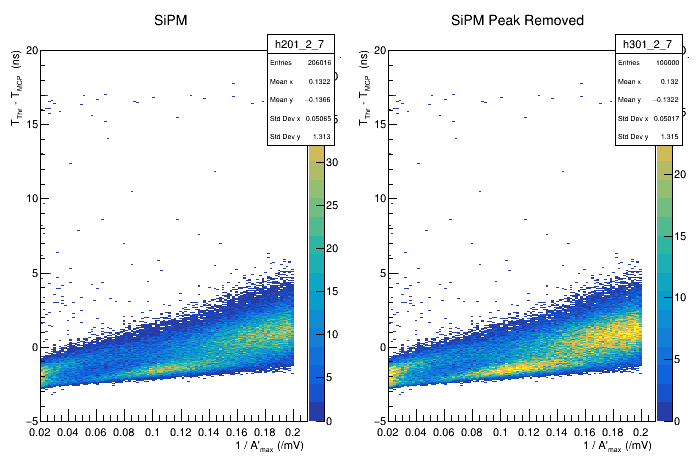 SiPM
h201_2_7
Entries 206016
Mean x 0.1322
Mean y −0.1366
Std Dev x 0.05065
Std Dev y 1.313
T_Thr - T_MCP (ns)
20
15
10
5
0
−5
0.02 0.04 0.06 0.08 0.1 0.12 0.14 0.16 0.18 0.2
1 / A'_max (/mV)
30
25
20
15
10
5
0
SiPM Peak Removed
h301_2_7
Entries 100000
Mean x 0.132
Mean y −0.1322
Std Dev x 0.05017
Std Dev y 1.315
T_Thr - T_MCP (ns)
20
15
10
5
0
−5
0.02 0.04 0.06 0.08 0.1 0.12 0.14 0.16 0.18 0.2
1 / A'_max (/mV)
20
15
10
5
0